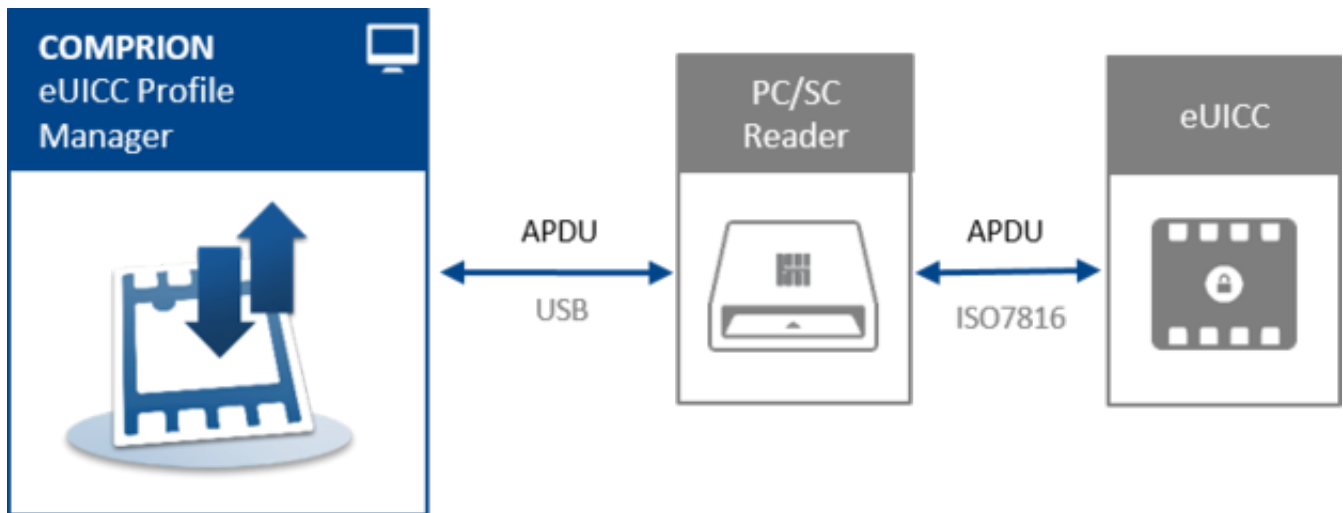 COMPRION
eUICC Profile
Manager
APDU
USB
PC/SC
Reader
APDU
ISO7816
eUICC